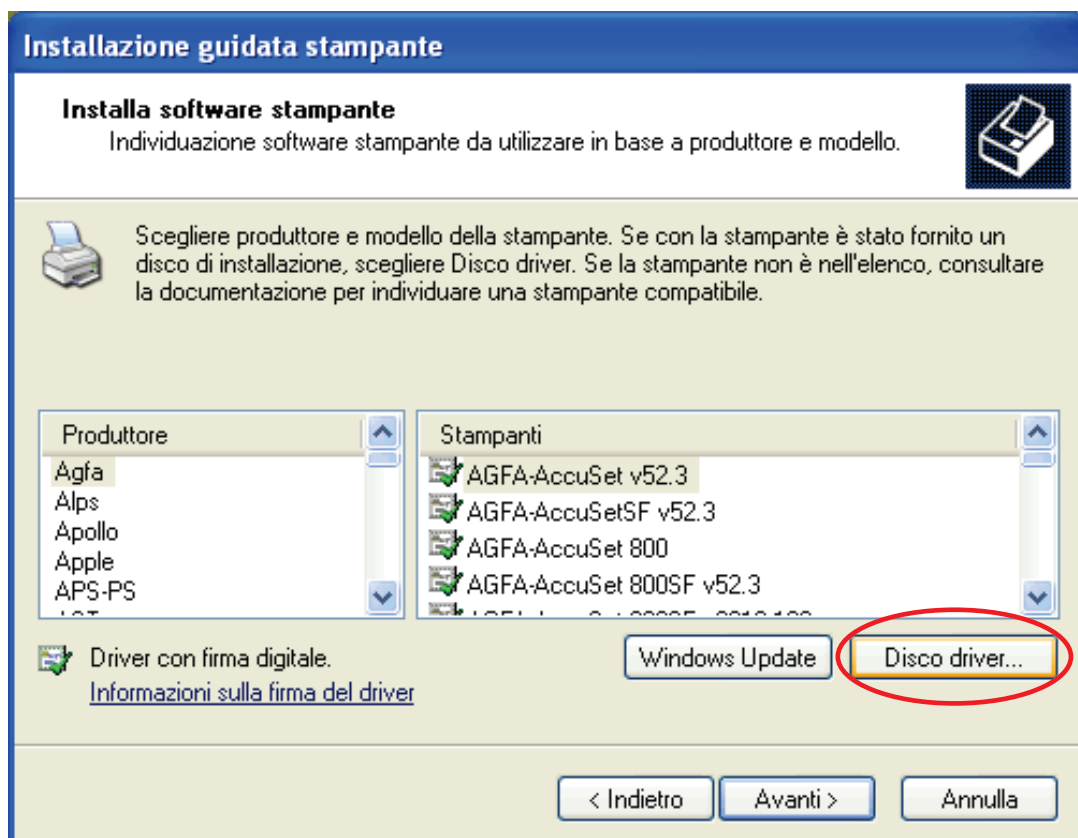 Installazione guidata stampante
Installa software stampante
Individuazione software stampante da utilizzare in base a produttore e modello.
Scegliere produttore e modello della stampante. Se con la stampante è stato fornito un
disco di installazione, scegliere Disco driver. Se la stampante non è nell'elenco, consultare
la documentazione per individuare una stampante compatibile.
Produttore
Agfa
Alps
Apollo
Apple
APS-PS
Stampanti
AGFA-AccuSet v52.3
AGFA-AccuSetSF v52.3
AGFA-AccuSet 800
AGFA-AccuSet 800SF v52.3
Driver con firma digitale.
Informazioni sulla firma del driver
Windows Update
Disco driver...
< Indietro
Avanti >
Annulla